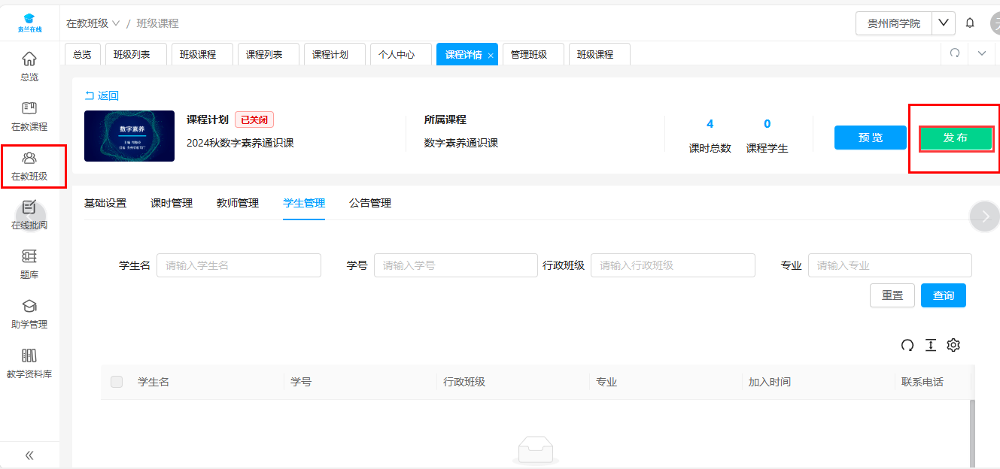 贵兰在线
在教班级 / 班级课程
贵州商学院
总览 班级列表 班级课程 课程列表 课程计划 个人中心 课程详情 × 管理班级 班级课程
总览
在教课程
在教班级
在线批阅
题库
助学管理
教学资料库
返回
数字素养
课程计划 已关闭
2024秋数字素养通识课
所属课程
数字素养通识课
4 0
课时总数 课程学生
预览 发布
基础设置 课时管理 教师管理 学生管理 公告管理
学生名 请输入学生名 学号 请输入学号 行政班级 请输入行政班级 专业 请输入专业
重置 查询
学生名 学号 行政班级 专业 加入时间 联系电话